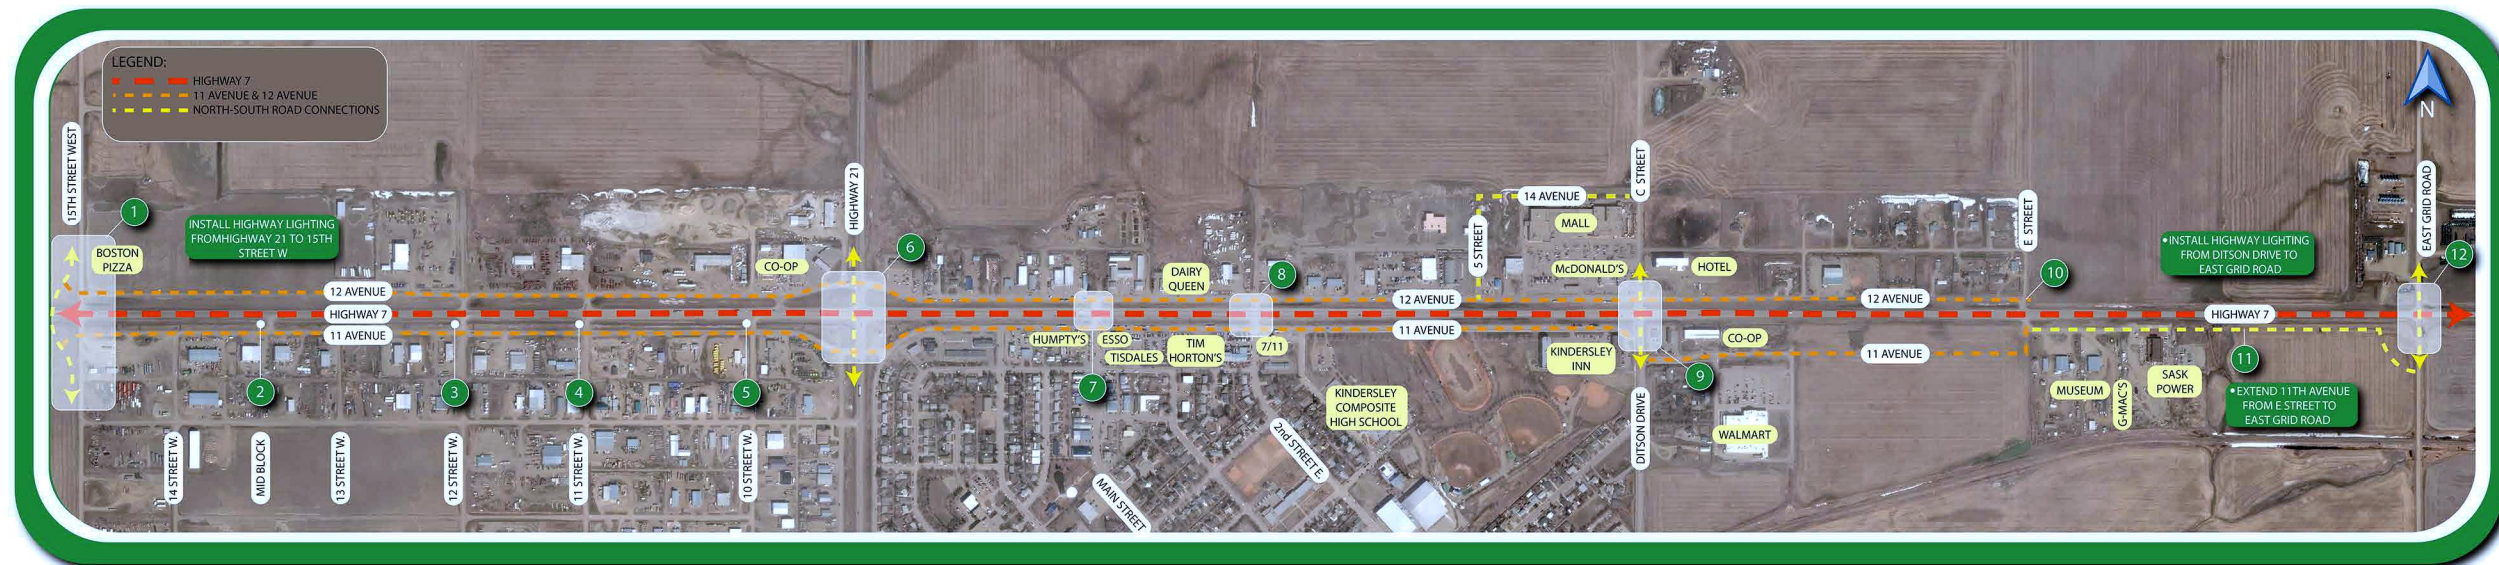 LEGEND:
HIGHWAY 7
11 AVENUE & 12 AVENUE
NORTH-SOUTH ROAD CONNECTIONS
N
15TH STREET WEST
1
BOSTON
PIZZA
INSTALL HIGHWAY LIGHTING
FROMHIGHWAY 21 TO 15TH
STREET W
12 AVENUE
HIGHWAY 7
11 AVENUE
2
3
4
5
14 STREET W.
MID BLOCK
13 STREET W.
12 STREET W.
11 STREET W.
10 STREET W.
CO-OP
HIGHWAY 21
6
DAIRY
QUEEN
8
HUMPTY'S
ESSO
TISDALES
TIM
HORTON'S
7/11
7
MAIN STREET
2nd STREET E.
KINDERSLEY
COMPOSITE
HIGH SCHOOL
12 AVENUE
11 AVENUE
5 STREET
14 AVENUE
MALL
C STREET
McDONALD'S
HOTEL
KINDERSLEY
INN
CO-OP
9
DITSON DRIVE
WALMART
12 AVENUE
11 AVENUE
E STREET
10
• INSTALL HIGHWAY LIGHTING
FROM DITSON DRIVE TO
EAST GRID ROAD
EAST GRID ROAD
12
HIGHWAY 7
11
MUSEUM
G-MAC'S
SASK
POWER
• EXTEND 11TH AVENUE
FROM E STREET TO
EAST GRID ROAD